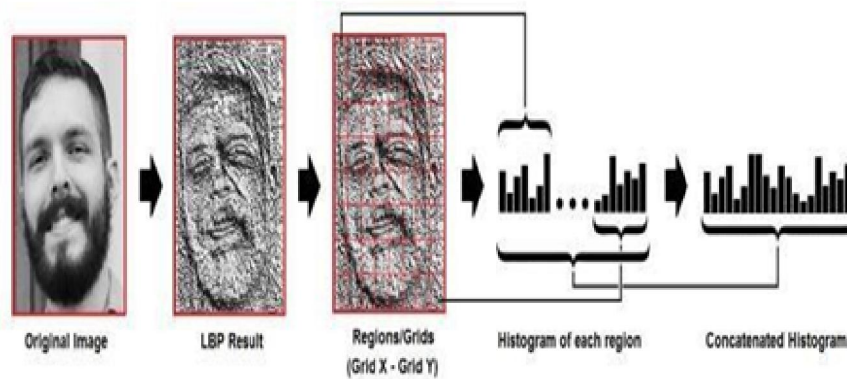 Original Image
LBP Result
Regions/Grids
(Grid X - Grid Y)
Histogram of each region
Concatenated Histogram